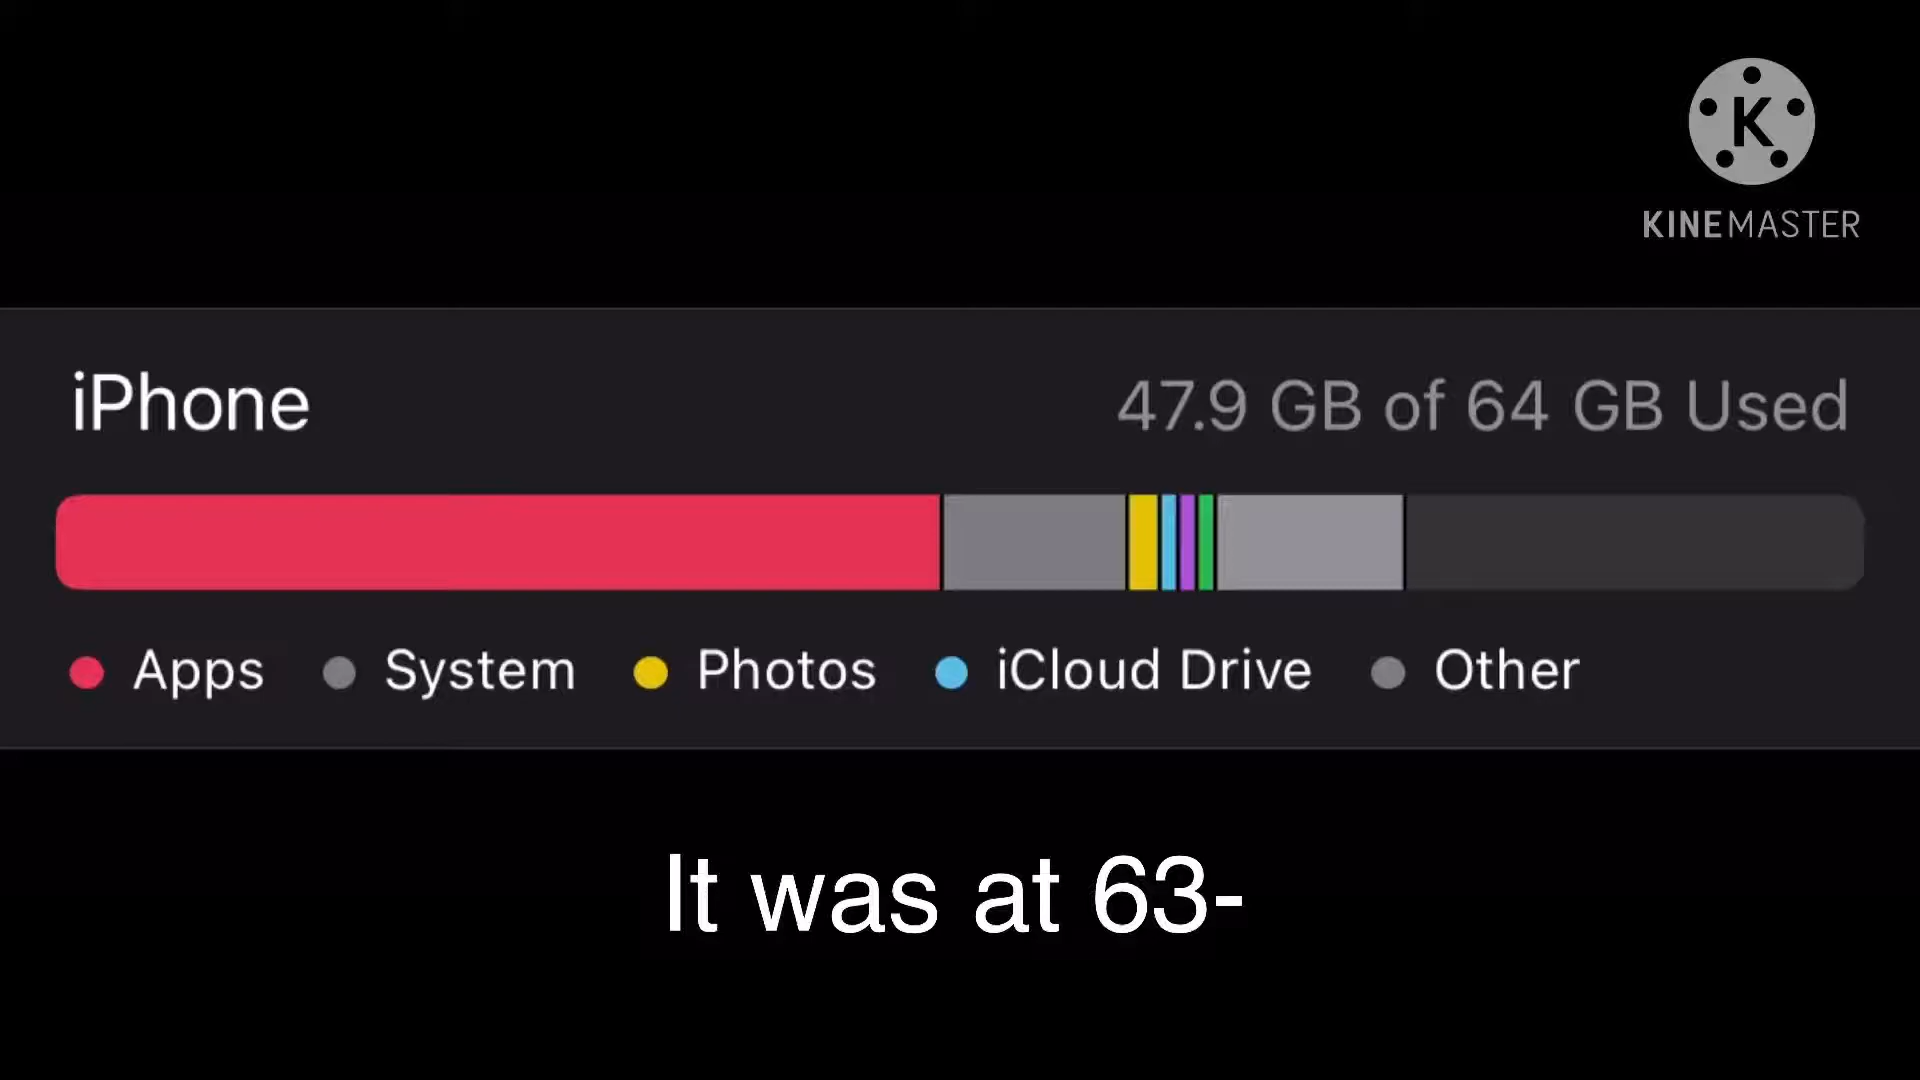 K
KINEMASTER
iPhone
47.9 GB of 64 GB Used
Apps System Photos iCloud Drive Other
It was at 63-